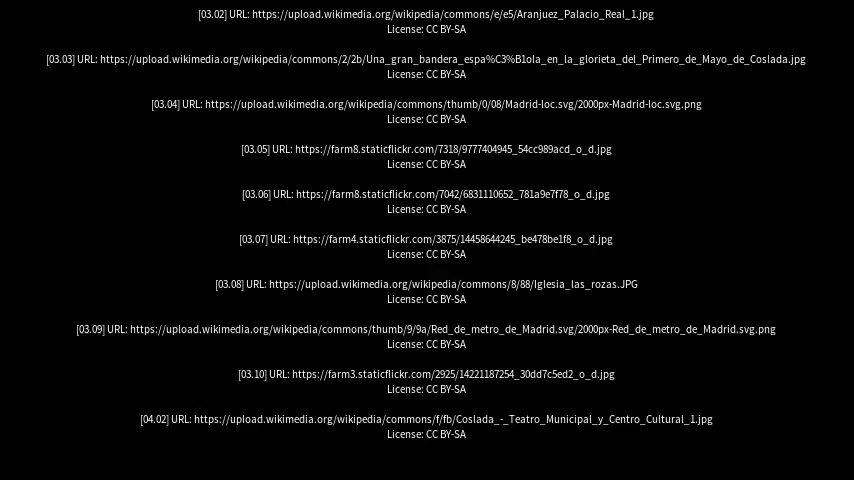 [03.02] URL: https://upload.wikimedia.org/wikipedia/commons/e/e5/Aranjuez_Palacio_Real_1.jpg
License: CC BY-SA
[03.03] URL: https://upload.wikimedia.org/wikipedia/commons/2/2b/Una_gran_bandera_espa%C3%B1ola_en_la_glorieta_del_Primero_de_Mayo_de_Coslada.jpg
License: CC BY-SA
[03.04] URL: https://upload.wikimedia.org/wikipedia/commons/thumb/0/08/Madrid-loc.svg/2000px-Madrid-loc.svg.png
License: CC BY-SA
[03.05] URL: https://farm8.staticflickr.com/7318/9777404945_54cc989acd_o_d.jpg
License: CC BY-SA
[03.06] URL: https://farm8.staticflickr.com/7042/6831110652_781a9e7f78_o_d.jpg
License: CC BY-SA
[03.07] URL: https://farm4.staticflickr.com/3875/14458644245_be478be1f8_o_d.jpg
License: CC BY-SA
[03.08] URL: https://upload.wikimedia.org/wikipedia/commons/8/88/Iglesia_las_rozas.JPG
License: CC BY-SA
[03.09] URL: https://upload.wikimedia.org/wikipedia/commons/thumb/9/9a/Red_de_metro_de_Madrid.svg/2000px-Red_de_metro_de_Madrid.svg.png
License: CC BY-SA
[03.10] URL: https://farm3.staticflickr.com/2925/14221187254_30dd7c5ed2_o_d.jpg
License: CC BY-SA
[04.02] URL: https://upload.wikimedia.org/wikipedia/commons/f/fb/Coslada_-_Teatro_Municipal_y_Centro_Cultural_1.jpg
License: CC BY-SA